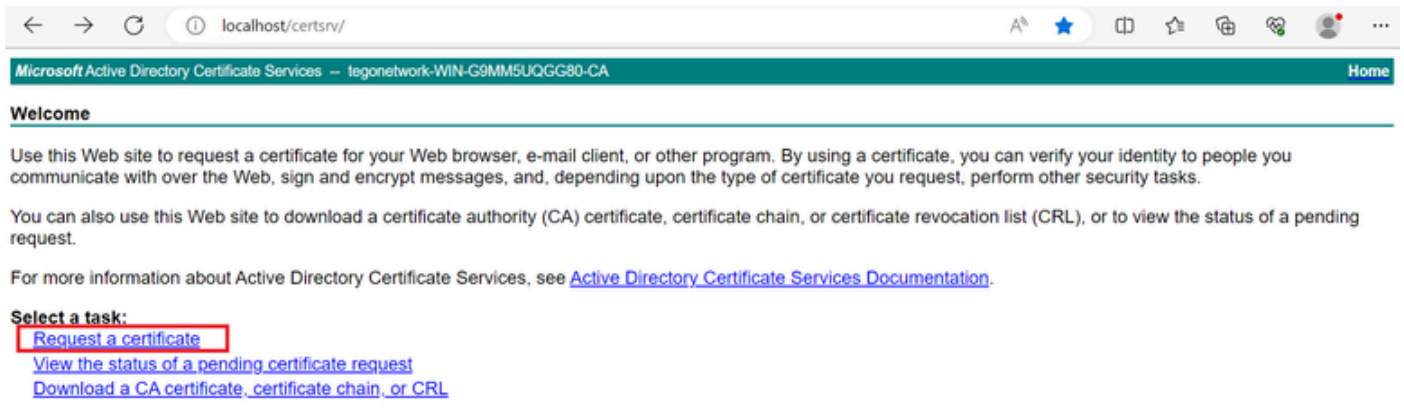 localhost/certsrv/
Microsoft Active Directory Certificate Services -- tegonetwork-WIN-G9MM5UQGG80-CA Home
Welcome
Use this Web site to request a certificate for your Web browser, e-mail client, or other program. By using a certificate, you can verify your identity to people you
communicate with over the Web, sign and encrypt messages, and, depending upon the type of certificate you request, perform other security tasks.
You can also use this Web site to download a certificate authority (CA) certificate, certificate chain, or certificate revocation list (CRL), or to view the status of a pending
request.
For more information about Active Directory Certificate Services, see Active Directory Certificate Services Documentation.
Select a task:
Request a certificate
View the status of a pending certificate request
Download a CA certificate, certificate chain, or CRL